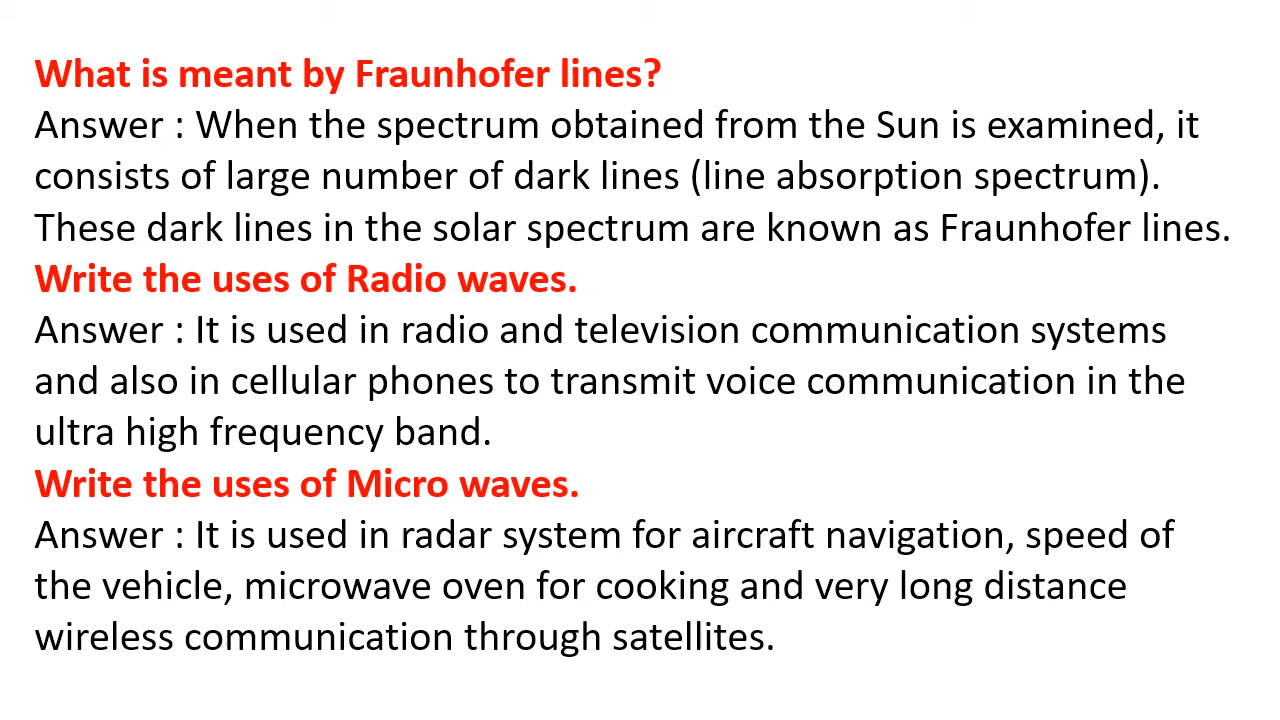 What is meant by Fraunhofer lines?
Answer : When the spectrum obtained from the Sun is examined, it
consists of large number of dark lines (line absorption spectrum).
These dark lines in the solar spectrum are known as Fraunhofer lines.
Write the uses of Radio waves.
Answer : It is used in radio and television communication systems
and also in cellular phones to transmit voice communication in the
ultra high frequency band.
Write the uses of Micro waves.
Answer : It is used in radar system for aircraft navigation, speed of
the vehicle, microwave oven for cooking and very long distance
wireless communication through satellites.